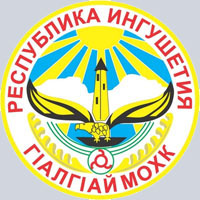 РЕСПУБЛИКА ИНГУШЕТИЯ
ГIАЛГIАЙ МОХК